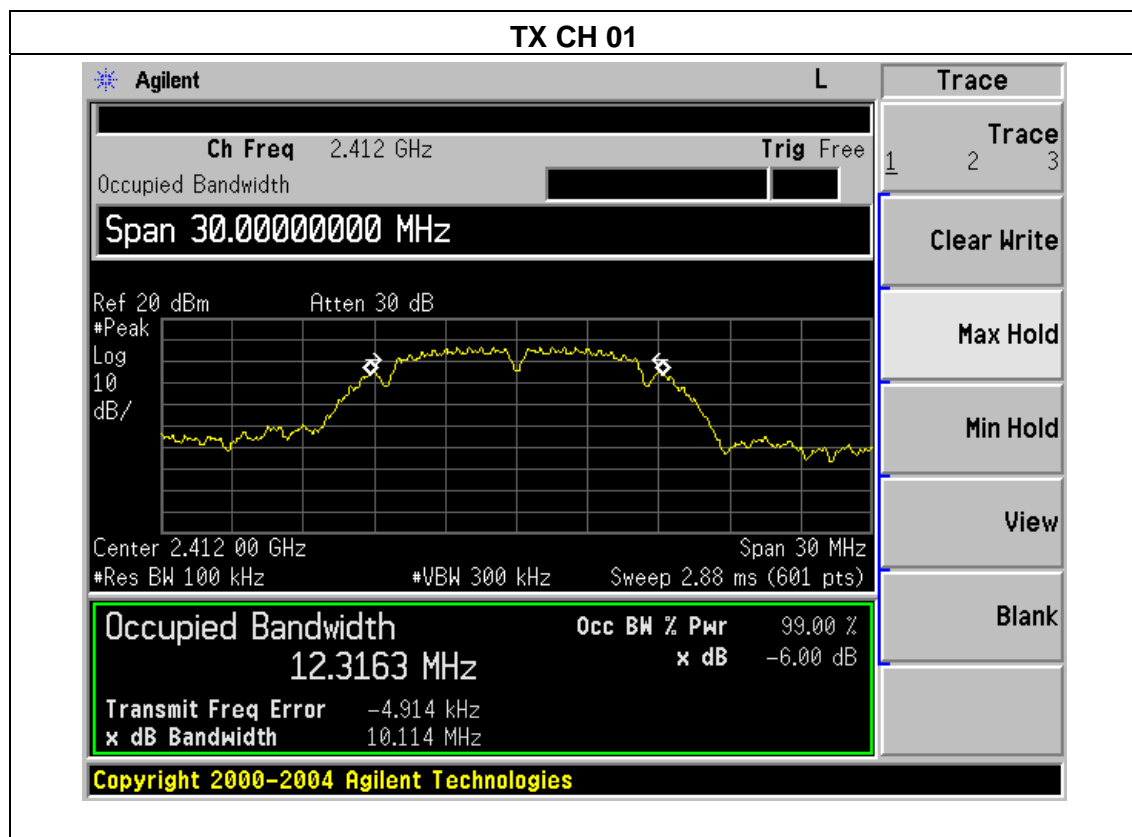 TX CH 01
Agilent L Trace
Ch Freq 2.412 GHz Trig Free
Occupied Bandwidth
Trace
1 2 3
Span 30.00000000 MHz
Clear Write
Ref 20 dBm Atten 30 dB
#Peak
Log
10
dB/
Max Hold
Min Hold
View
Center 2.412 00 GHz Span 30 MHz
#Res BW 100 kHz #VBW 300 kHz Sweep 2.88 ms (601 pts)
Blank
Occupied Bandwidth Occ BW % Pwr 99.00 %
12.3163 MHz x dB -6.00 dB
Transmit Freq Error -4.914 kHz
x dB Bandwidth 10.114 MHz
Copyright 2000-2004 Agilent Technologies